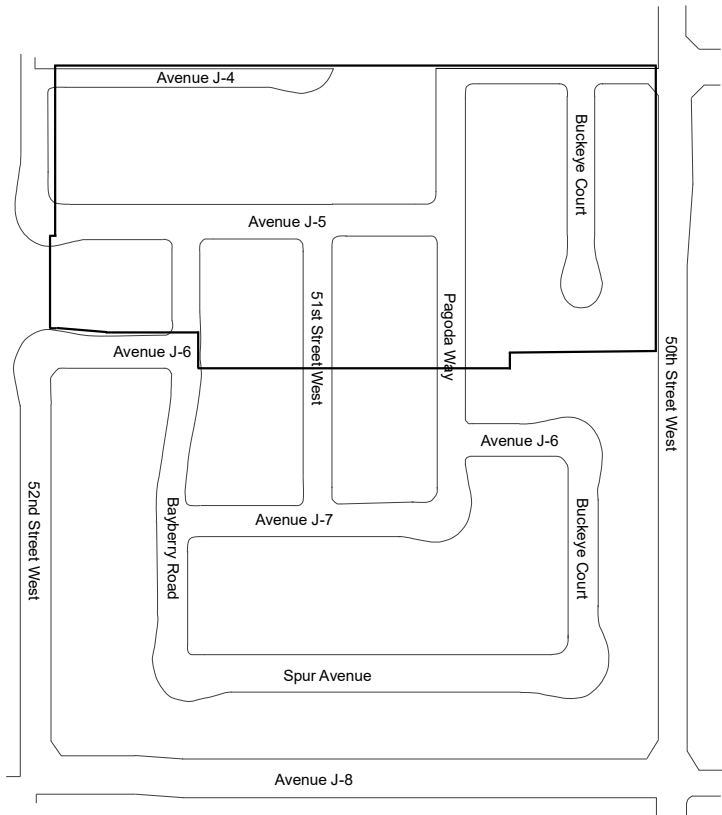 Avenue J-4
Buckeye Court
Avenue J-5
51st Street West
Pagoda Way
50th Street West
Avenue J-6
Avenue J-6
52nd Street West
Bayberry Road
Avenue J-7
Buckeye Court
Spur Avenue
Avenue J-8